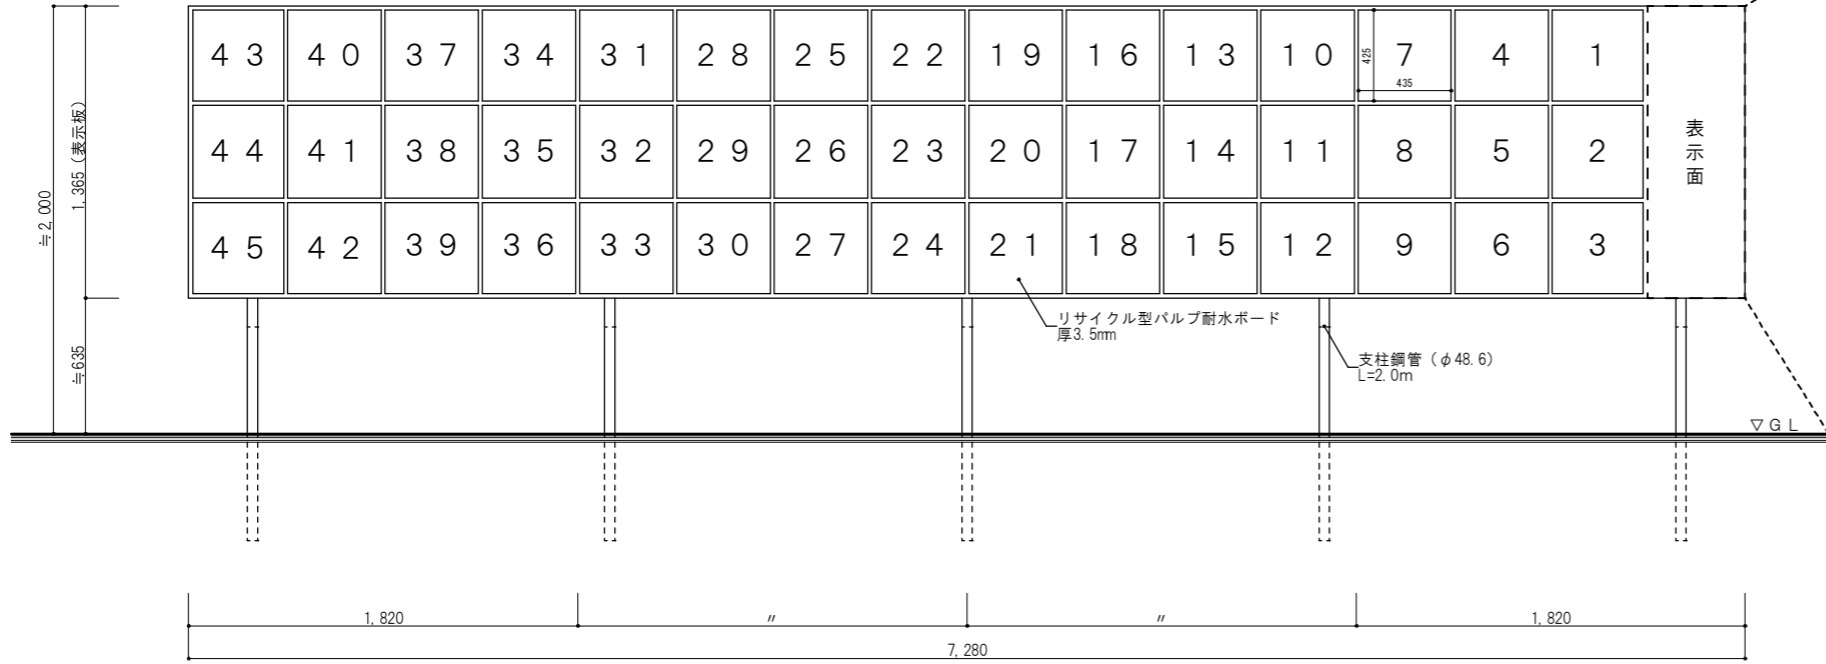 43 40 37 34 31 28 25 22 19 16 13 10 7 4 1
425
435
44 41 38 35 32 29 26 23 20 17 14 11 8 5 2
45 42 39 36 33 30 27 24 21 18 15 12 9 6 3
表示面
≒2,000
1,365（表示板）
≒635
リサイクル型パルプ耐水ボード
厚3.5mm
支柱鋼管（φ48.6）
L=2.0m
▽GL
1,820 〃 〃 1,820
7,280